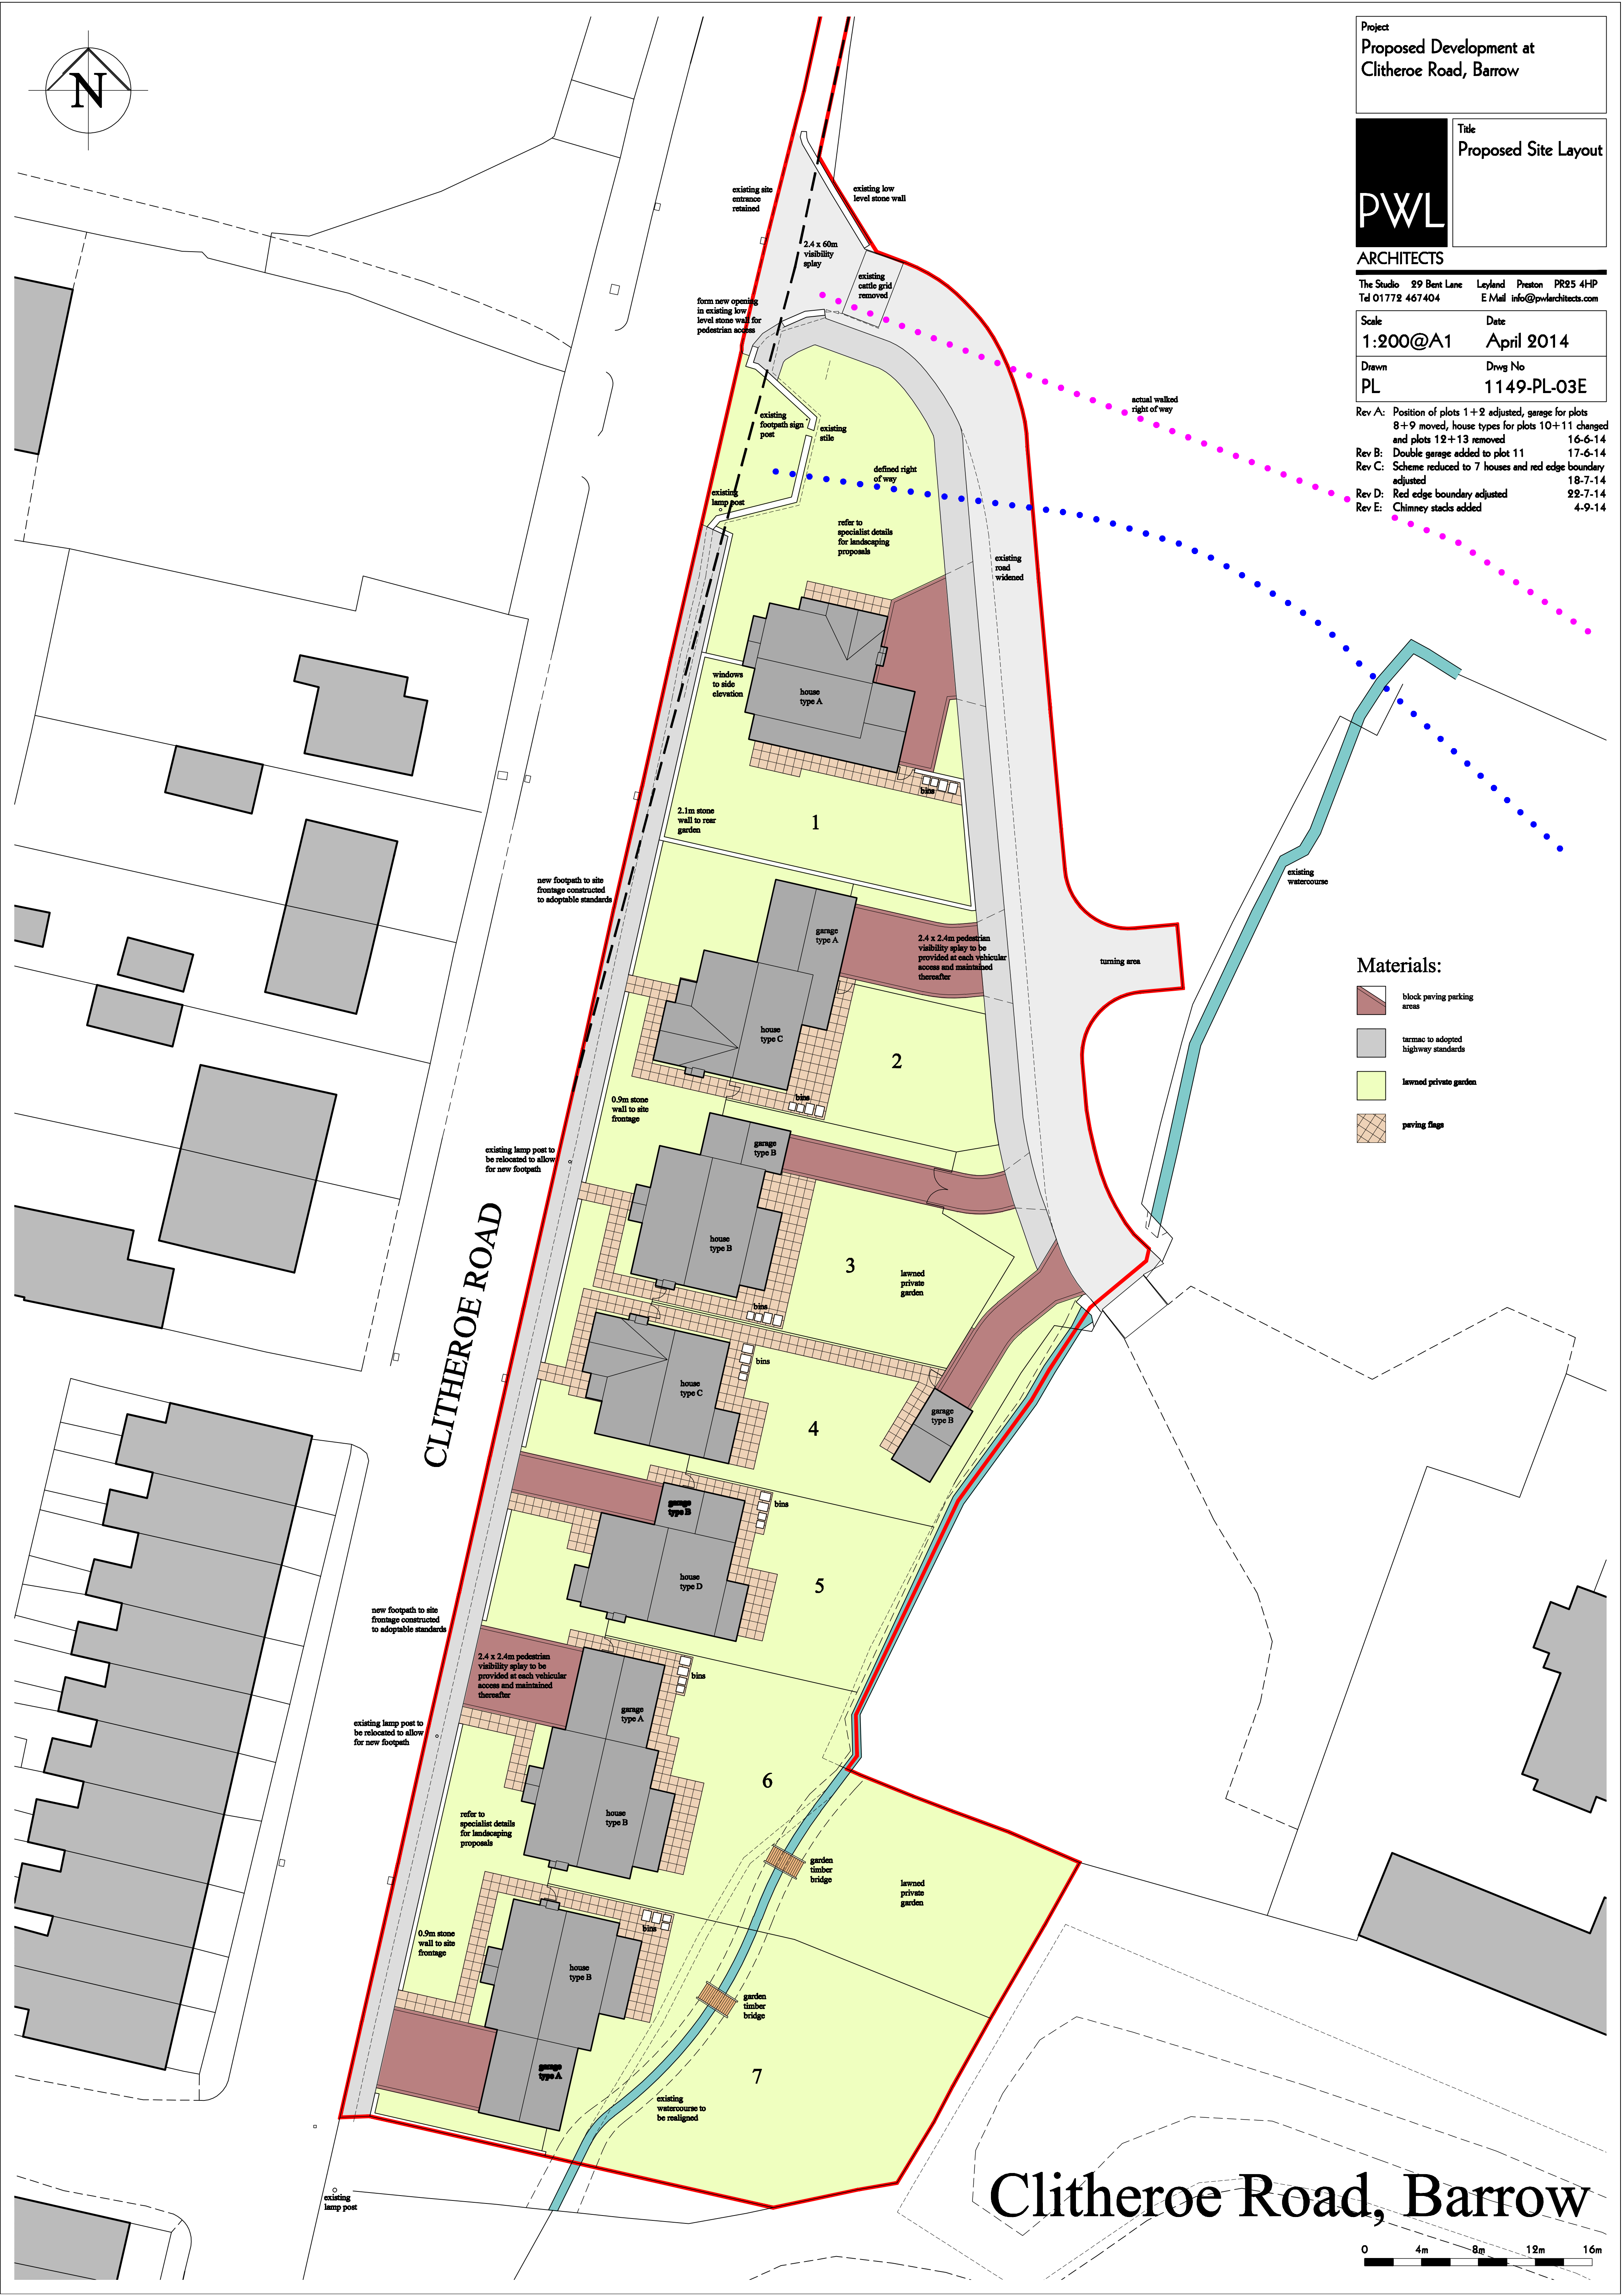 N
Project
Proposed Development at
Clitheroe Road, Barrow
PWL
ARCHITECTS
Title
Proposed Site Layout
The Studio 29 Bent Lane Leyland Preston PR25 4HP
Tel 01772 467404 E Mail info@pwlarchitects.com
Scale
1:200@A1
Date
April 2014
Drawn
PL
Drwg No
1149-PL-03E
Rev A: Position of plots 1+2 adjusted, garage for plots
8+9 moved, house types for plots 10+11 changed
and plots 12+13 removed 16-6-14
Rev B: Double garage added to plot 11 17-6-14
Rev C: Scheme reduced to 7 houses and red edge boundary
adjusted 18-7-14
Rev D: Red edge boundary adjusted 22-7-14
Rev E: Chimney stacks added 4-9-14
existing site
entrance
retained
existing low
level stone wall
2.4 x 60m
visibility
splay
existing
cattle grid
removed
form new opening
in existing low
level stone wall for
pedestrian access
actual walked
right of way
existing
footpath sign
post
existing
stile
defined right
of way
existing
lamp post
refer to
specialist details
for landscaping
proposals
existing
road
widened
windows
to side
elevation
house
type A
bins
2.1m stone
wall to rear
garden
1
existing
watercourse
new footpath to site
frontage constructed
to adoptable standards
garage
type A
2.4 x 2.4m pedestrian
visibility splay to be
provided at each vehicular
access and maintained
thereafter
turning area
house
type C
2
bins
0.9m stone
wall to site
frontage
Materials:
block paving parking
areas
tarmac to adopted
highway standards
lawned private garden
paving flags
existing lamp post to
be relocated to allow
for new footpath
garage
type B
house
type B
3
lawned
private
garden
bins
CLITHEROE ROAD
bins
house
type C
4
garage
type B
garage
type B
bins
house
type D
5
new footpath to site
frontage constructed
to adoptable standards
2.4 x 2.4m pedestrian
visibility splay to be
provided at each vehicular
access and maintained
thereafter
bins
garage
type A
existing lamp post to
be relocated to allow
for new footpath
6
house
type B
refer to
specialist details
for landscaping
proposals
garden
timber
bridge
lawned
private
garden
bins
0.9m stone
wall to site
frontage
house
type B
garden
timber
bridge
garage
type A
7
existing
watercourse to
be realigned
existing
lamp post
Clitheroe Road, Barrow
0 4m 8m 12m 16m